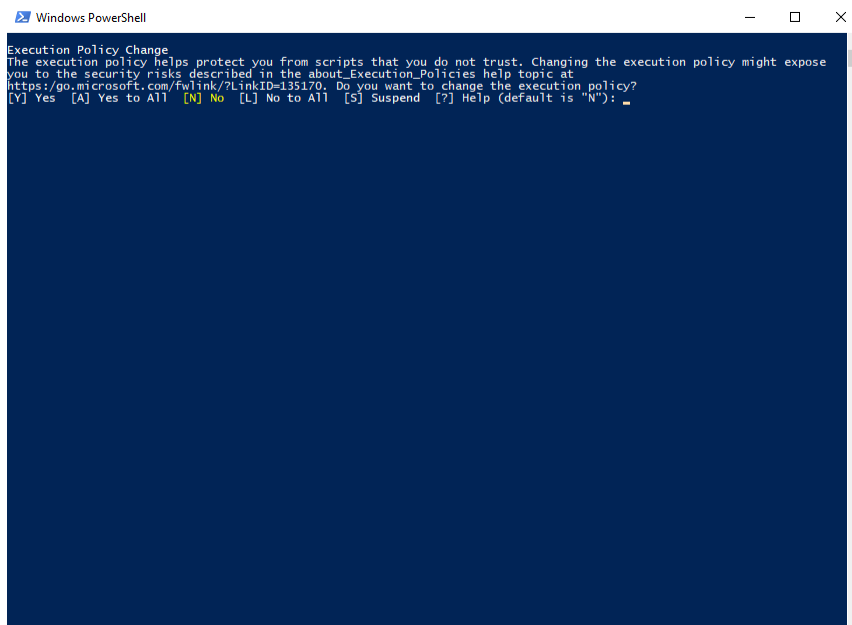 Windows PowerShell
Execution Policy Change
The execution policy helps protect you from scripts that you do not trust. Changing the execution policy might expose
you to the security risks described in the about_Execution_Policies help topic at
https:/go.microsoft.com/fwlink/?LinkID=135170. Do you want to change the execution policy?
[Y] Yes  [A] Yes to All  [N] No  [L] No to All  [S] Suspend  [?] Help (default is "N"):